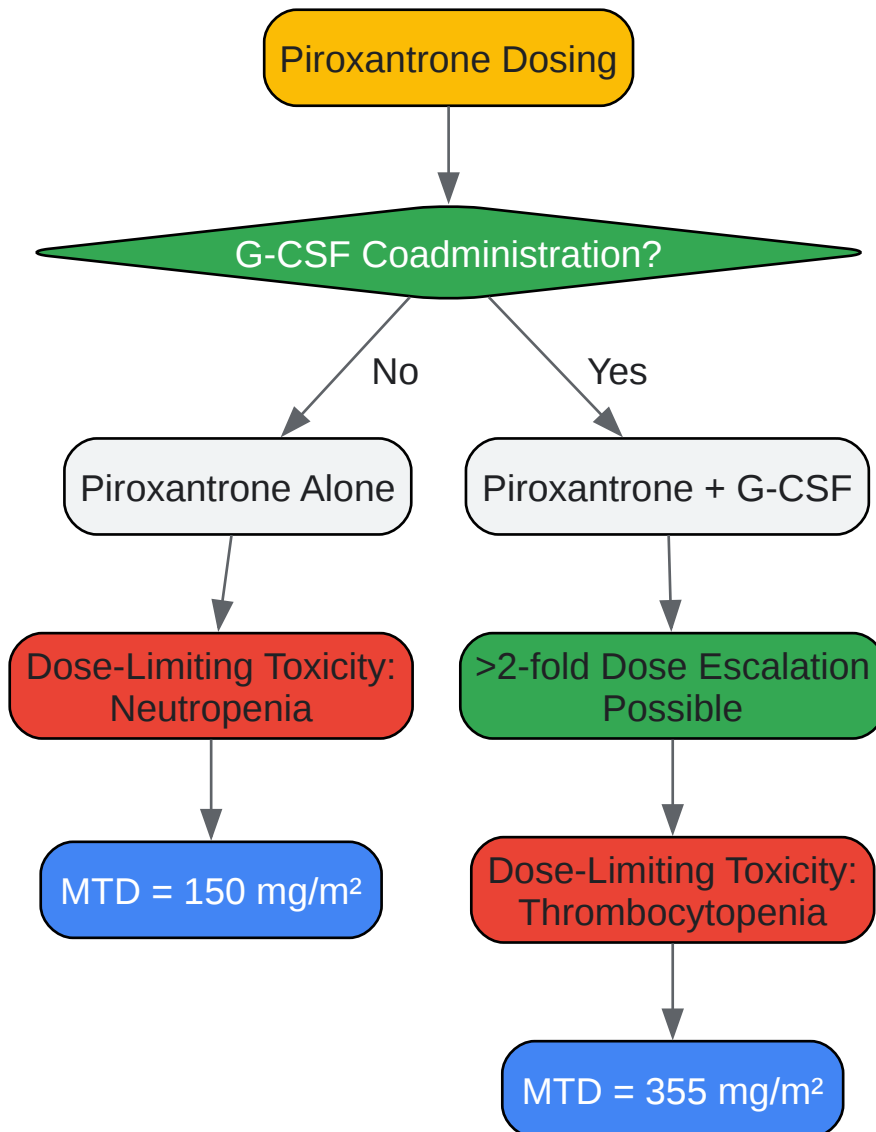 Piroxantrone Dosing
G-CSF Coadministration?
No
Yes
Piroxantrone Alone
Piroxantrone + G-CSF
Dose-Limiting Toxicity:
Neutropenia
>2-fold Dose Escalation
Possible
MTD = 150 mg/m²
Dose-Limiting Toxicity:
Thrombocytopenia
MTD = 355 mg/m²